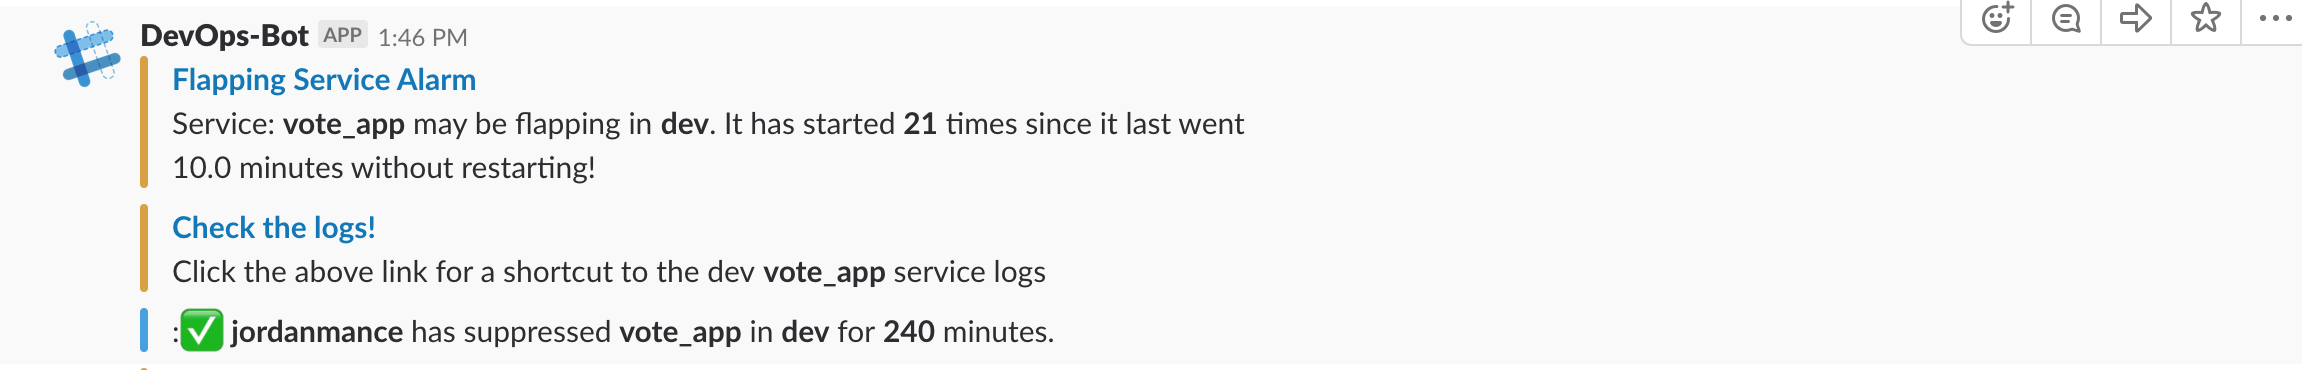 DevOps-Bot APP 1:46 PM
Flapping Service Alarm
Service: vote_app may be flapping in dev. It has started 21 times since it last went
10.0 minutes without restarting!
Check the logs!
Click the above link for a shortcut to the dev vote_app service logs
:✅ jordanmance has suppressed vote_app in dev for 240 minutes.